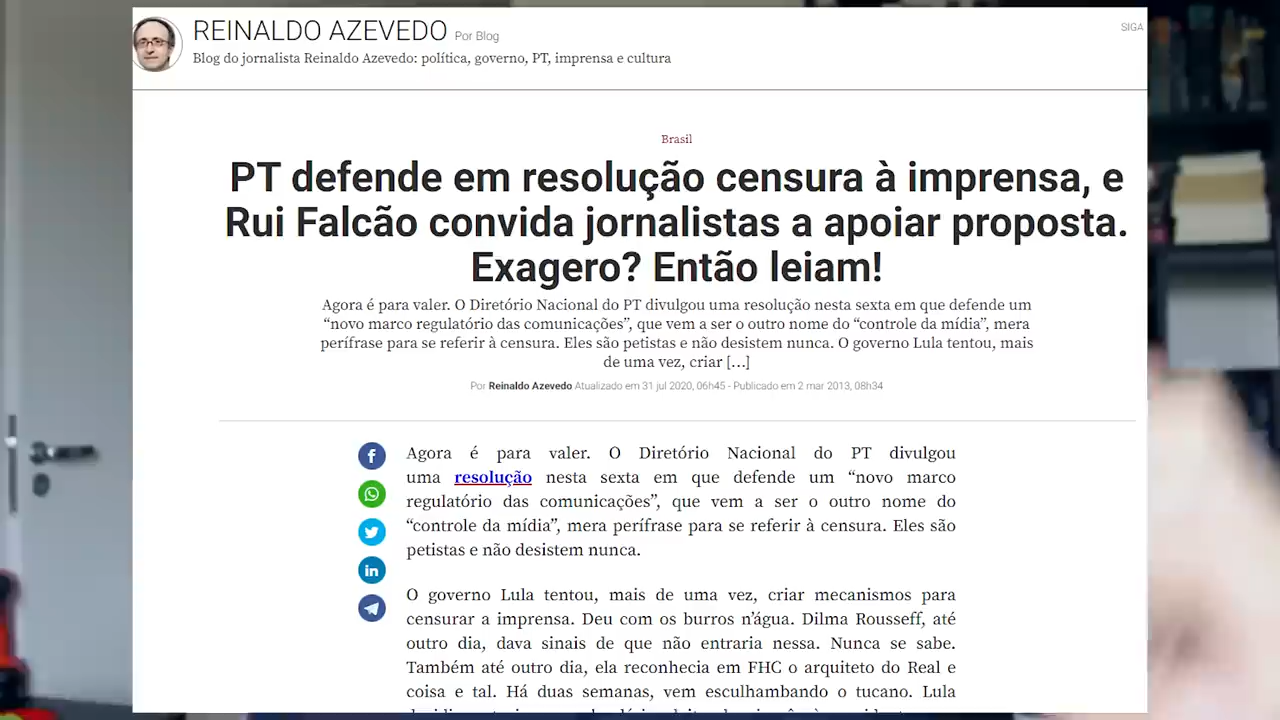 REINALDO AZEVEDO Por Blog
SIGA
Blog do jornalista Reinaldo Azevedo: política, governo, PT, imprensa e cultura
Brasil
PT defende em resolução censura à imprensa, e
Rui Falcão convida jornalistas a apoiar proposta.
Exagero? Então leiam!
Agora é para valer. O Diretório Nacional do PT divulgou uma resolução nesta sexta em que defende um
“novo marco regulatório das comunicações”, que vem a ser o outro nome do “controle da mídia”, mera
perífrase para se referir à censura. Eles são petistas e não desistem nunca. O governo Lula tentou, mais
de uma vez, criar […]
Por Reinaldo Azevedo Atualizado em 31 jul 2020, 06h45 - Publicado em 2 mar 2013, 08h34
Agora é para valer. O Diretório Nacional do PT divulgou
uma resolução nesta sexta em que defende um “novo marco
regulatório das comunicações”, que vem a ser o outro nome do
“controle da mídia”, mera perífrase para se referir à censura. Eles são
petistas e não desistem nunca.
O governo Lula tentou, mais de uma vez, criar mecanismos para
censurar a imprensa. Deu com os burros n’água. Dilma Rousseff, até
outro dia, dava sinais de que não entraria nessa. Nunca se sabe.
Também até outro dia, ela reconhecia em FHC o arquiteto do Real e
coisa e tal. Há duas semanas, vem esculhambando o tucano. Lula